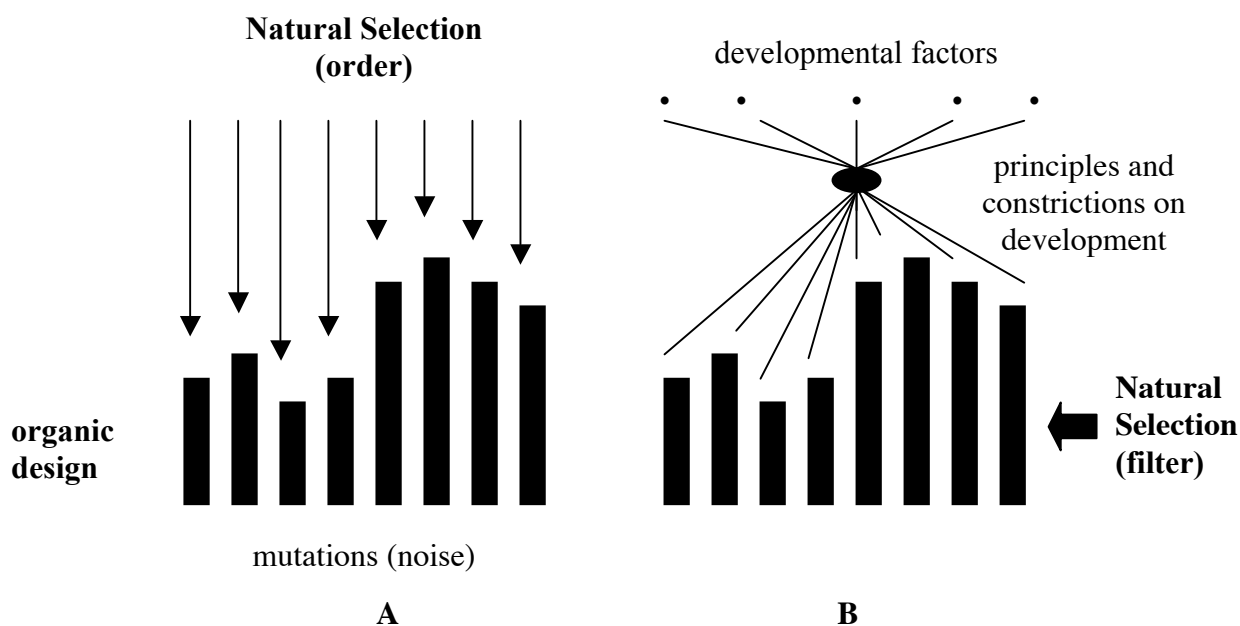 Natural Selection
(order)
organic
design
mutations (noise)
A
developmental factors
principles and
constrictions on
development
Natural
Selection
(filter)
B